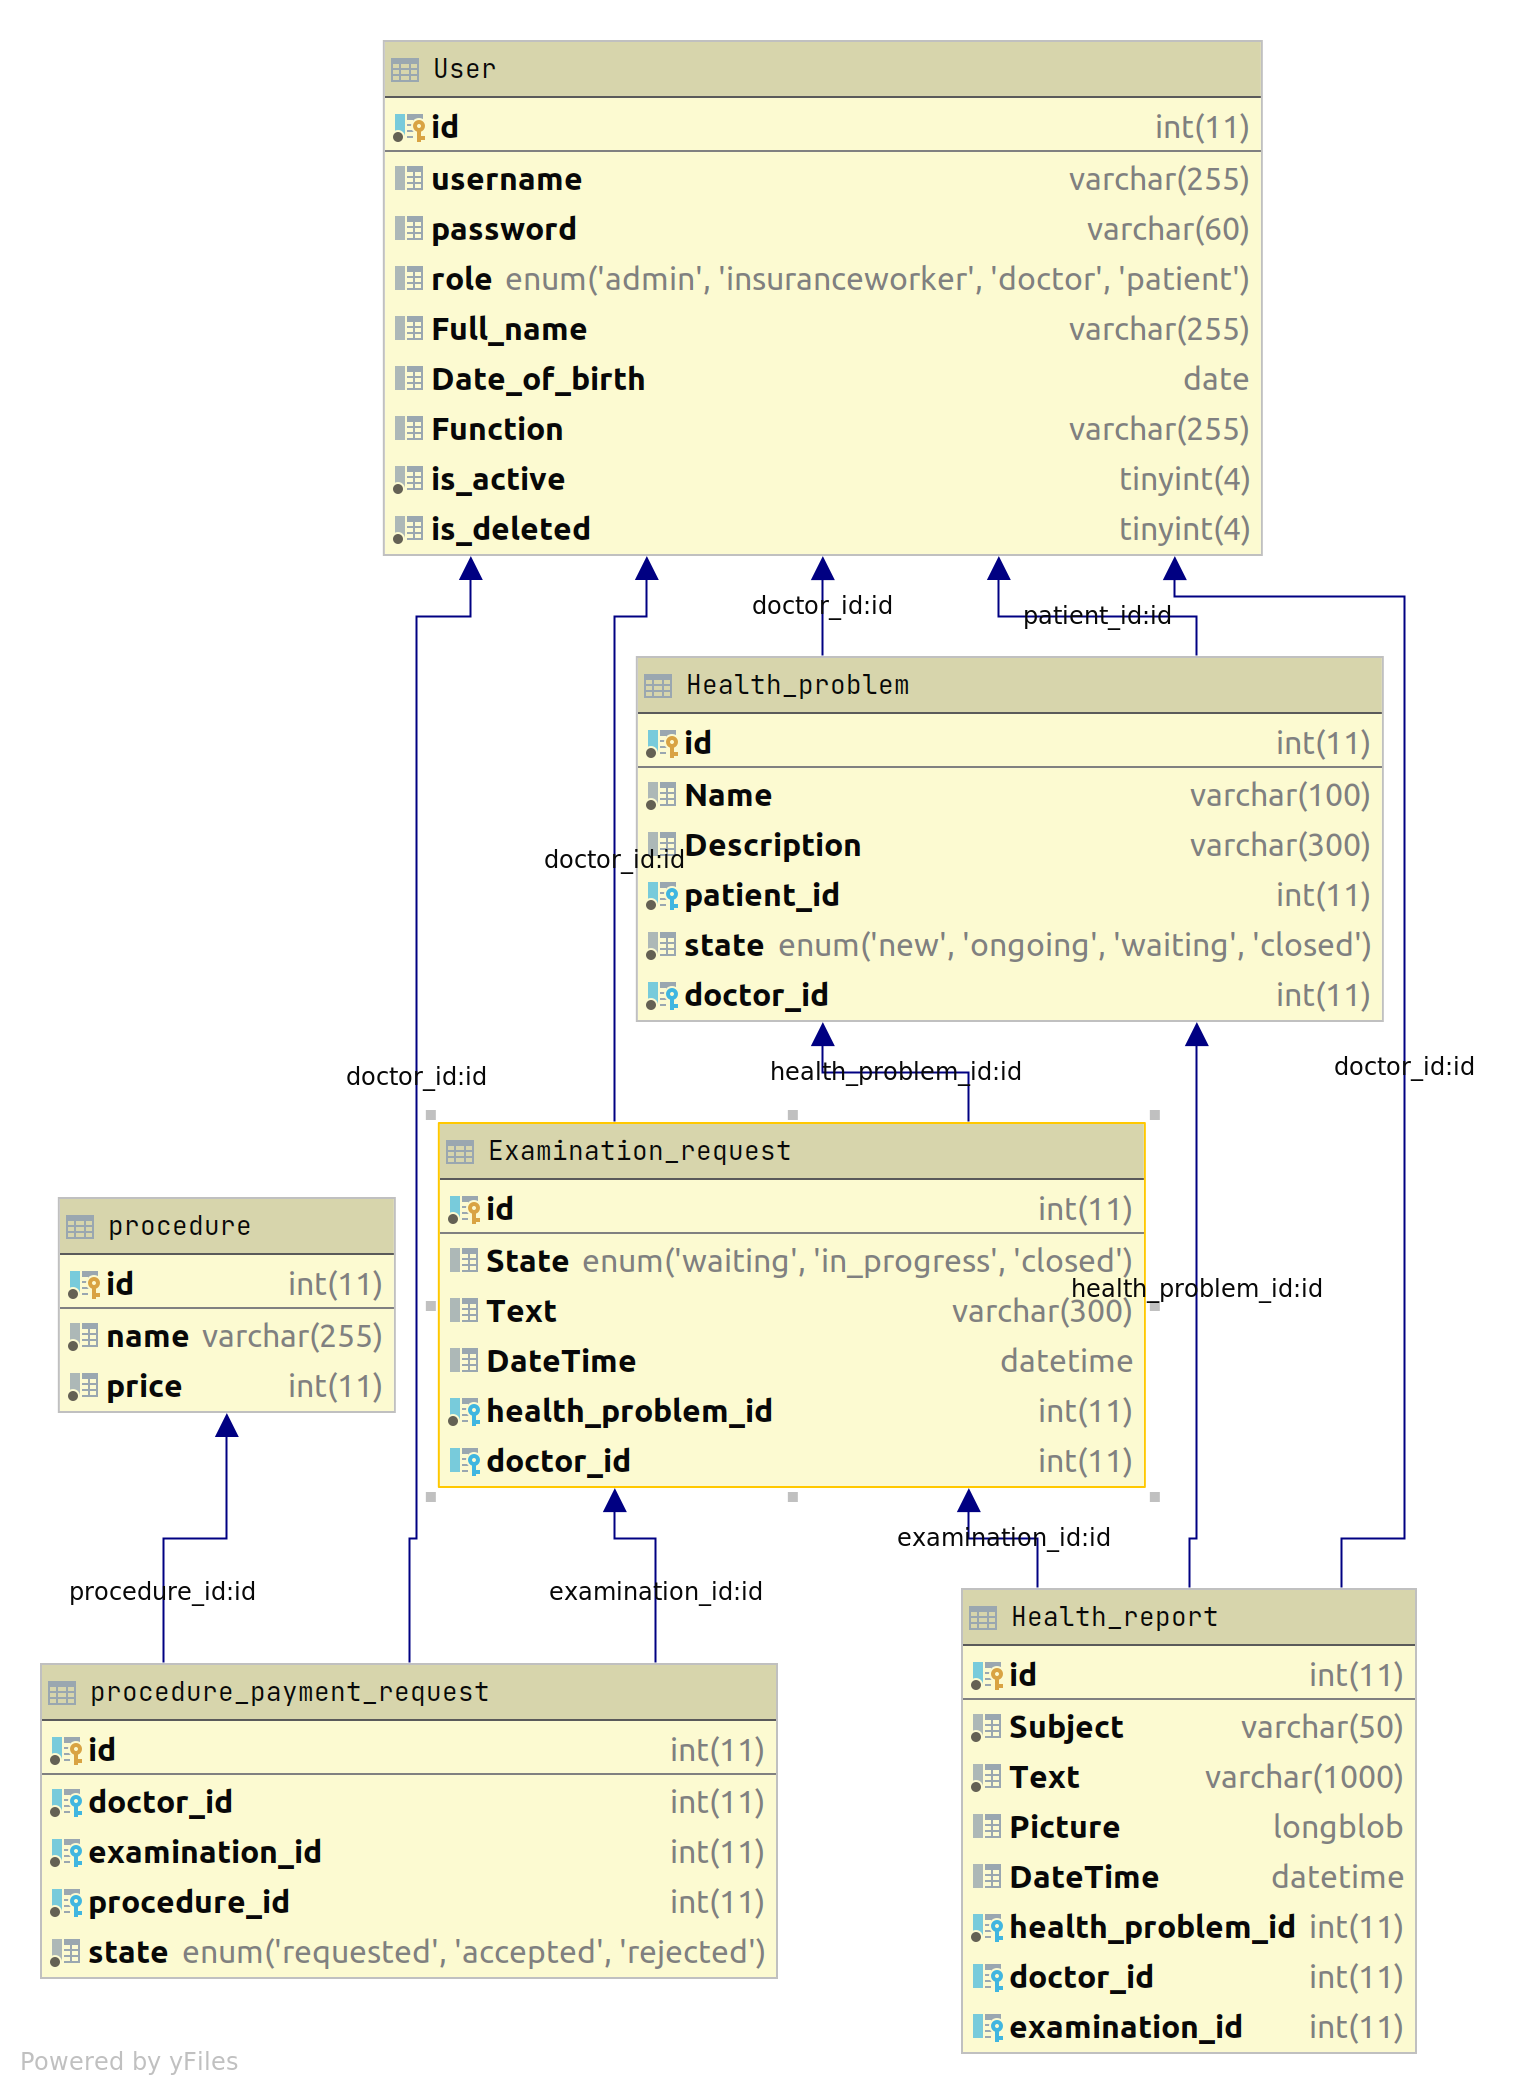 User
id int(11)
username varchar(255)
password varchar(60)
role enum('admin', 'insuranceworker', 'doctor', 'patient')
Full_name varchar(255)
Date_of_birth date
Function varchar(255)
is_active tinyint(4)
is_deleted tinyint(4)
doctor_id:id
patient_id:id
Health_problem
id int(11)
Name varchar(100)
Description varchar(300)
patient_id int(11)
state enum('new', 'ongoing', 'waiting', 'closed')
doctor_id int(11)
doctor_id:id
doctor_id:id
health_problem_id:id
doctor_id:id
Examination_request
id int(11)
State enum('waiting', 'in_progress', 'closed')
Text varchar(300)
DateTime datetime
health_problem_id int(11)
doctor_id int(11)
health_problem_id:id
procedure
id int(11)
name varchar(255)
price int(11)
procedure_id:id
examination_id:id
examination_id:id
procedure_payment_request
id int(11)
doctor_id int(11)
examination_id int(11)
procedure_id int(11)
state enum('requested', 'accepted', 'rejected')
Health_report
id int(11)
Subject varchar(50)
Text varchar(1000)
Picture longblob
DateTime datetime
health_problem_id int(11)
doctor_id int(11)
examination_id int(11)
Powered by yFiles